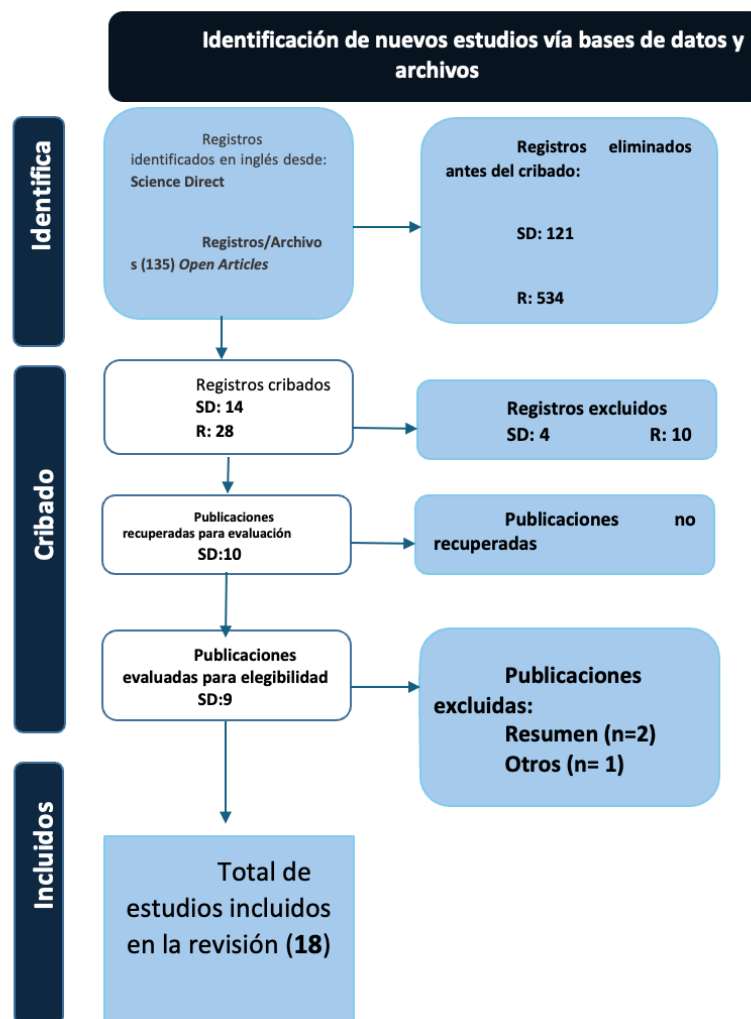 Identificación de nuevos estudios vía bases de datos y
archivos
Identifica
Registros
identificados en inglés desde:
Science Direct
Registros/Archivo
s (135) Open Articles
Registros eliminados
antes del cribado:
SD: 121
R: 534
Cribado
Registros cribados
SD: 14
R: 28
Registros excluidos
SD: 4 R: 10
Publicaciones
recuperadas para evaluación
SD:10
Publicaciones no
recuperadas
Publicaciones
evaluadas para elegibilidad
SD:9
Publicaciones
excluidas:
Resumen (n=2)
Otros (n= 1)
Incluidos
Total de
estudios incluidos
en la revisión (18)